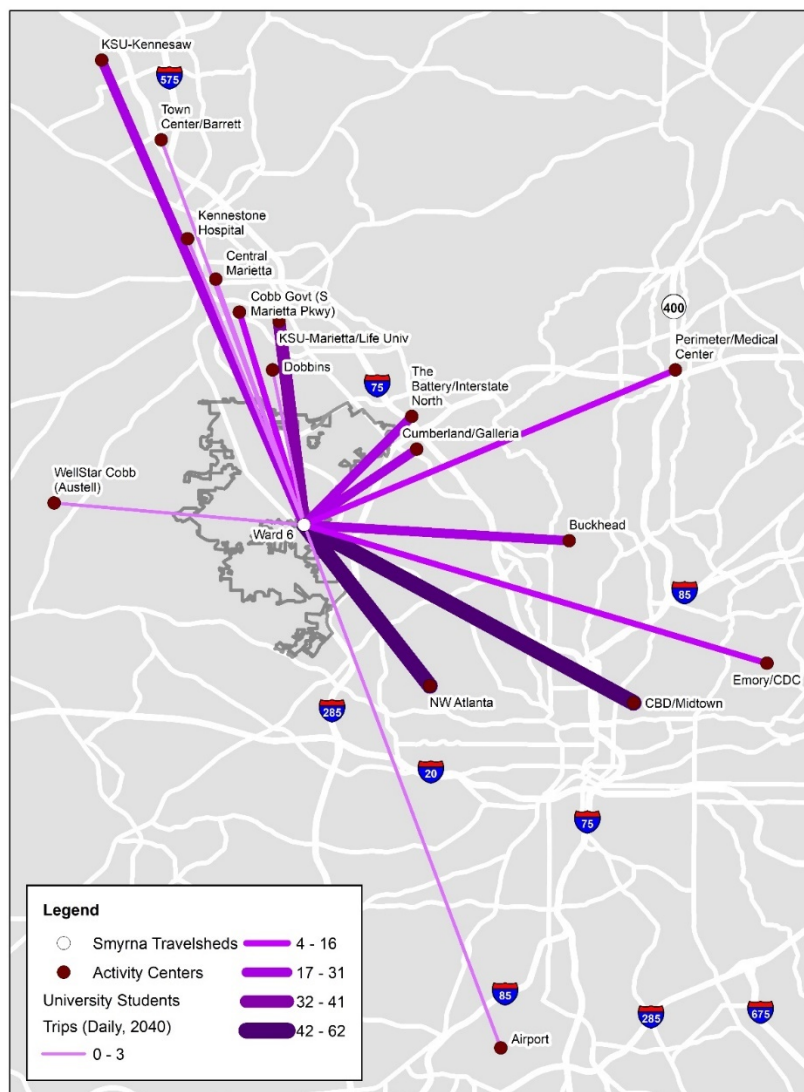 KSU-Kennesaw
575
Town
Center/Barrett
Kennestone
Hospital
Central
Marietta
Cobb Govt (S
Marietta Pkwy)
KSU-Marietta/Life Univ
Dobbins
400
Perimeter/Medical
Center
75
The
Battery/Interstate
North
Cumberland/Galleria
WellStar Cobb
(Austell)
Ward 6
Buckhead
85
Emory/CDC
NW Atlanta
CBD/Midtown
285
20
75
Legend
Smyrna Travelsheds
Activity Centers
University Students
Trips (Daily, 2040)
0 - 3
4 - 16
17 - 31
32 - 41
42 - 62
85
Airport
285
675